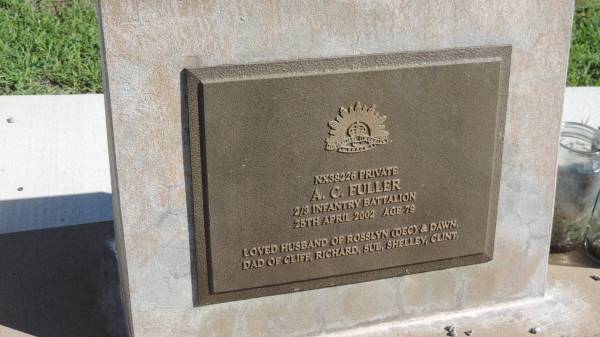 NX38226 PRIVATE
A. C. FULLER
2/3 INFANTRY BATTALION
25TH APRIL 2002 AGE 79
LOVED HUSBAND OF ROSSLYN (DEC) & DAWN.
DAD OF CLIFF, RICHARD, SUE, SHELLEY, CLINT.